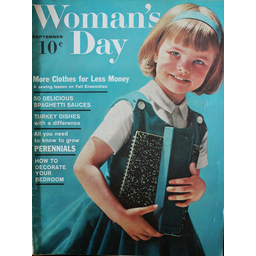 Woman's
Day
SEPTEMBER
10¢
More Clothes for Less Money
A sewing lesson on Fall Ensembles
50 DELICIOUS
SPAGHETTI SAUCES
TURKEY DISHES
with a difference
All you
need to know to grow
PERENNIALS
HOW TO
DECORATE
YOUR
BEDROOM